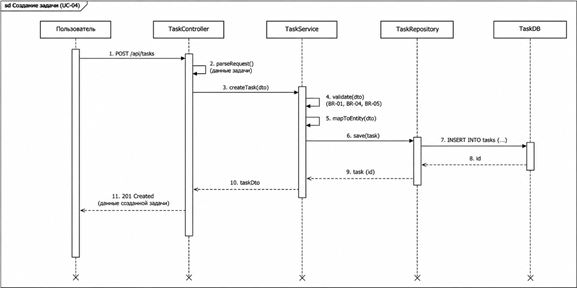 sd Создание задачи (UC-04)
Пользователь
TaskController
TaskService
TaskRepository
TaskDB
1. POST /api/tasks
2. parseRequest()
(данные задачи)
3. createTask(dto)
4. validate(dto)
(BR-01, BR-04, BR-05)
5. mapToEntity(dto)
6. save(task)
7. INSERT INTO tasks (...)
8. id
9. task (id)
10. taskDto
11. 201 Created
(данные созданной задачи)